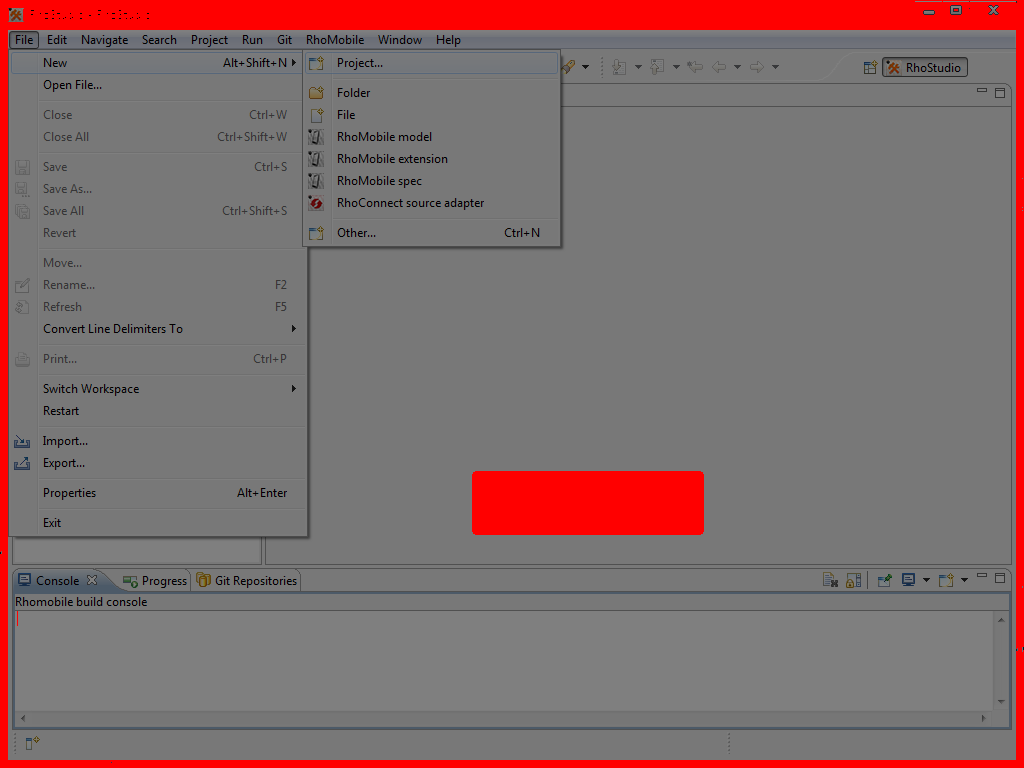 File Edit Navigate Search Project Run Git RhoMobile Window Help
New Alt+Shift+N
Open File...
Close Ctrl+W
Close All Ctrl+Shift+W
Save Ctrl+S
Save As...
Save All Ctrl+Shift+S
Revert
Move...
Rename... F2
Refresh F5
Convert Line Delimiters To
Print... Ctrl+P
Switch Workspace
Restart
Import...
Export...
Properties Alt+Enter
Exit
Project...
Folder
File
RhoMobile model
RhoMobile extension
RhoMobile spec
RhoConnect source adapter
Other... Ctrl+N
RhoStudio
Console Progress Git Repositories
Rhomobile build console